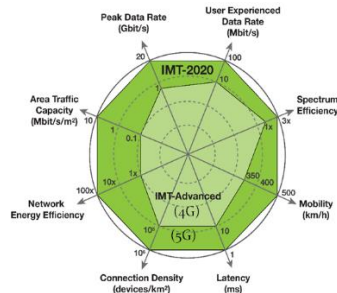 Peak Data Rate
(Gbit/s)
User Experienced
Data Rate
(Mbit/s)
20
100
IMT-2020
1
10
Area Traffic
Capacity
(Mbit/s/m²)
Spectrum
Efficiency
10
1
0.1
1x
3x
Network
Energy Efficiency
100x
10x
1x
350
400
500
Mobility
(km/h)
IMT-Advanced
(4G)
10⁵
10
(5G)
10⁶
1
Connection Density
(devices/km²)
Latency
(ms)